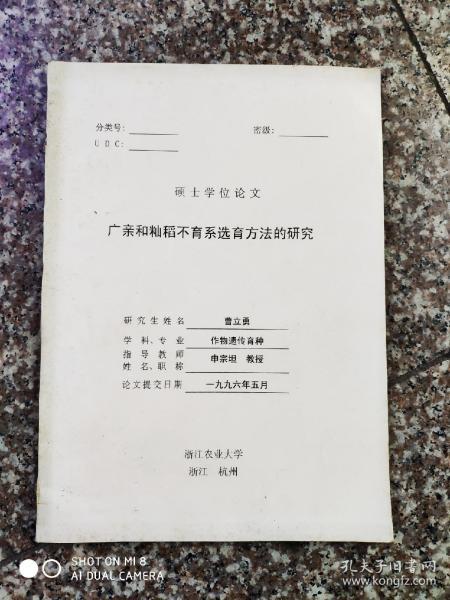 分类号:
密级:
U D C:
硕士学位论文
广亲和籼稻不育系选育方法的研究
研究生姓名 曹立勇
学科、专业 作物遗传育种
指导教师
姓名、职称 申宗坦 教授
论文提交日期 一九九六年五月
浙江农业大学
浙江 杭州
SHOT ON MI 8
AI DUAL CAMERA
孔夫子旧书网
www.kongfz.com